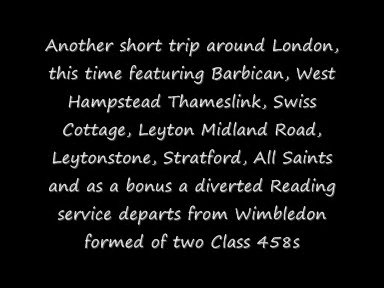 Another short trip around London,
this time featuring Barbican, West
Hampstead Thameslink, Swiss
Cottage, Leyton Midland Road,
Leytonstone, Stratford, All Saints
and as a bonus a diverted Reading
service departs from Wimbledon
formed of two Class 458s